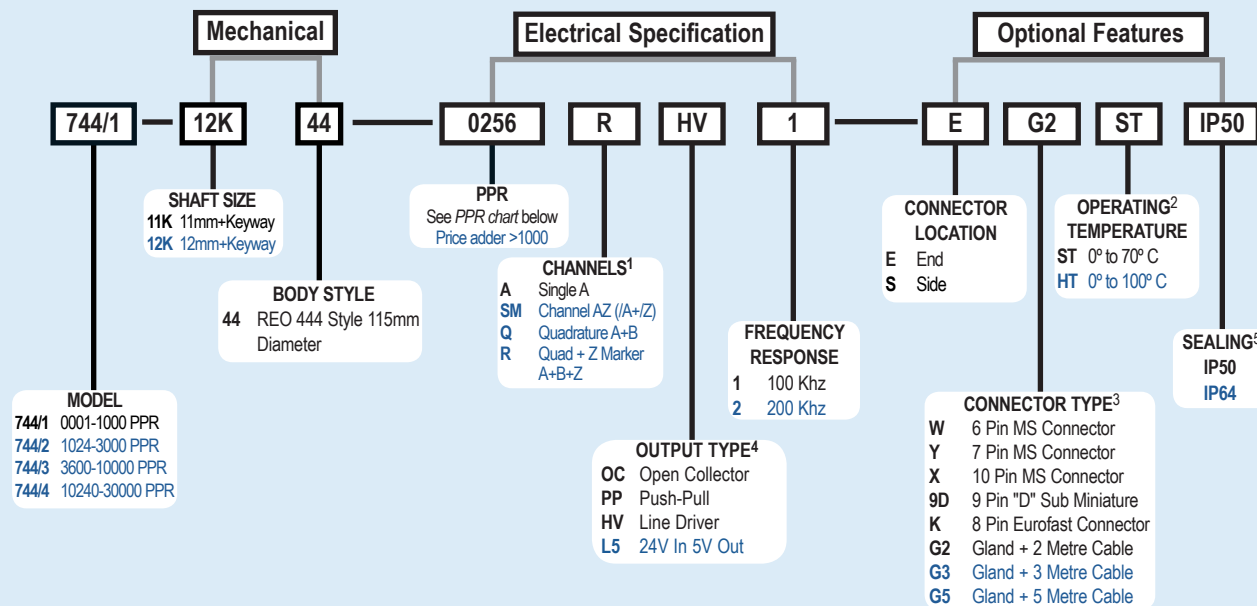 Mechanical
Electrical Specification
Optional Features
744/1
12K
44
0256
R
HV
1
E
G2
ST
IP50
SHAFT SIZE
11K 11mm+Keyway
12K 12mm+Keyway
PPR
See PPR chart below
Price adder >1000
CONNECTOR
LOCATION
E End
S Side
OPERATING²
TEMPERATURE
ST 0º to 70º C
HT 0º to 100º C
BODY STYLE
44 REO 444 Style 115mm
Diameter
CHANNELS¹
A Single A
SM Channel AZ (/A+/Z)
Q Quadrature A+B
R Quad + Z Marker
A+B+Z
FREQUENCY
RESPONSE
1 100 Khz
2 200 Khz
SEALING⁵
IP50
IP64
MODEL
744/1 0001-1000 PPR
744/2 1024-3000 PPR
744/3 3600-10000 PPR
744/4 10240-30000 PPR
OUTPUT TYPE⁴
OC Open Collector
PP Push-Pull
HV Line Driver
L5 24V In 5V Out
CONNECTOR TYPE³
W 6 Pin MS Connector
Y 7 Pin MS Connector
X 10 Pin MS Connector
9D 9 Pin "D" Sub Miniature
K 8 Pin Eurofast Connector
G2 Gland + 2 Metre Cable
G3 Gland + 3 Metre Cable
G5 Gland + 5 Metre Cable